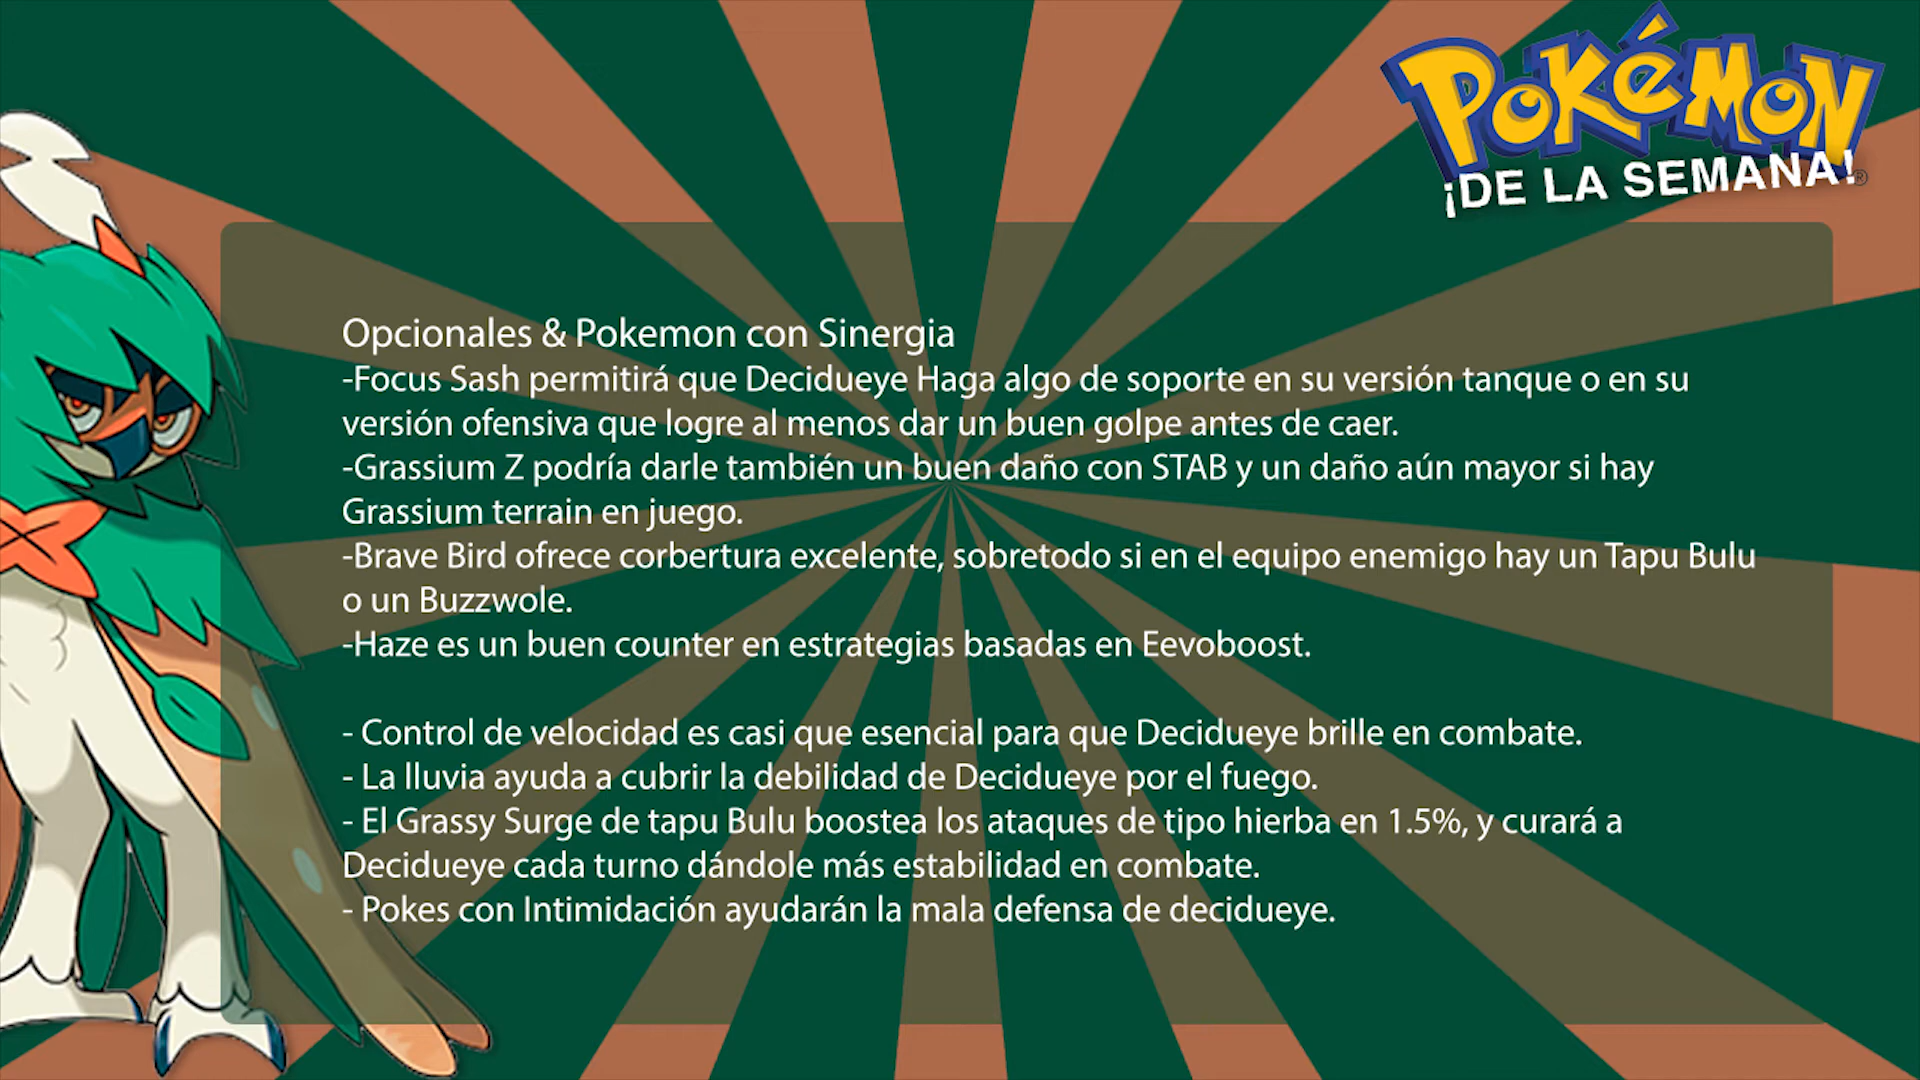 POKéMON
¡DE LA SEMANA!
®
Opcionales & Pokemon con Sinergia
-Focus Sash permitirá que Decidueye Haga algo de soporte en su versión tanque o en su
versión ofensiva que logre al menos dar un buen golpe antes de caer.
-Grassium Z podría darle también un buen daño con STAB y un daño aún mayor si hay
Grassium terrain en juego.
-Brave Bird ofrece corbertura excelente, sobretodo si en el equipo enemigo hay un Tapu Bulu
o un Buzzwole.
-Haze es un buen counter en estrategias basadas en Eevoboost.
- Control de velocidad es casi que esencial para que Decidueye brille en combate.
- La lluvia ayuda a cubrir la debilidad de Decidueye por el fuego.
- El Grassy Surge de tapu Bulu boostea los ataques de tipo hierba en 1.5%, y curará a
Decidueye cada turno dándole más estabilidad en combate.
- Pokes con Intimidación ayudarán la mala defensa de decidueye.